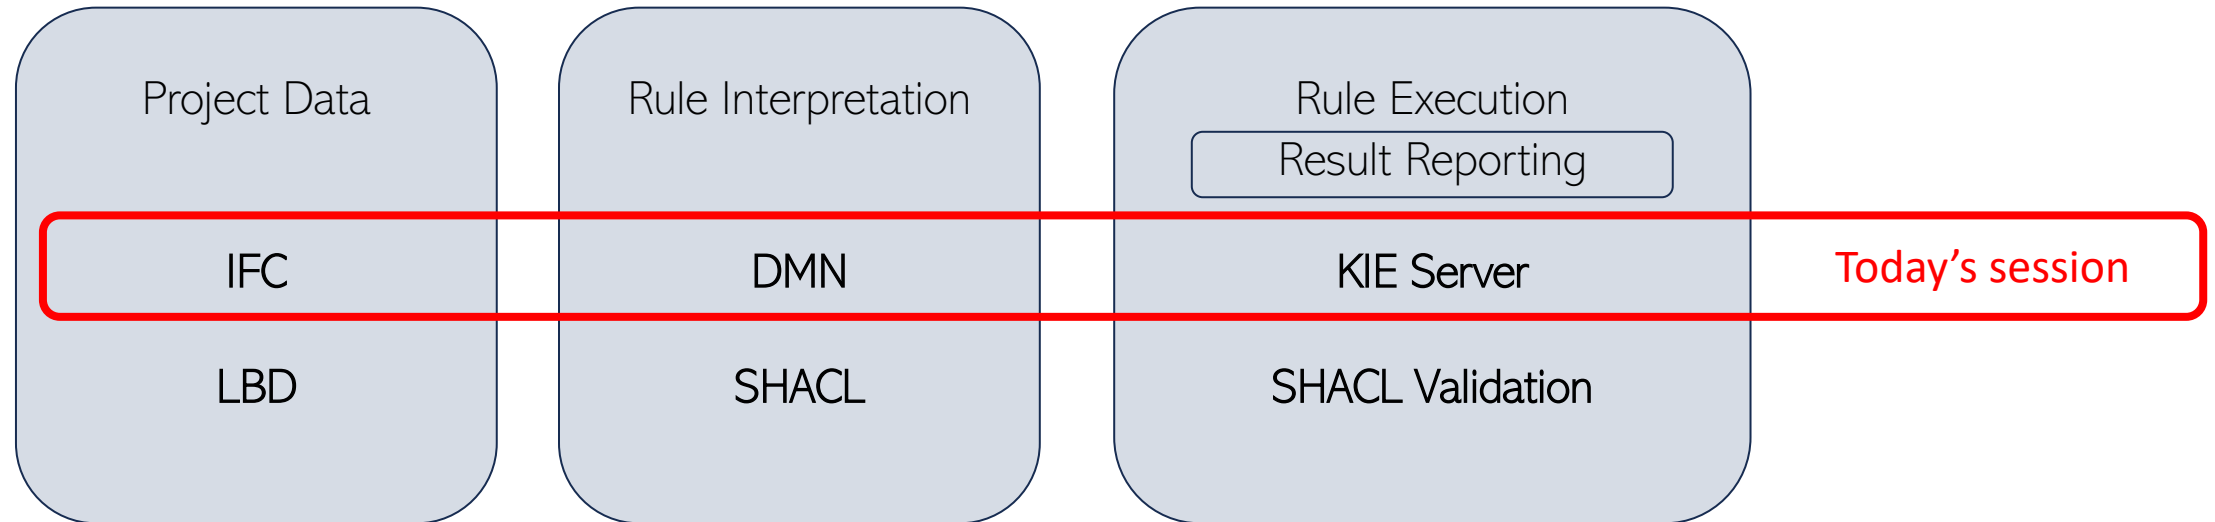 Project Data
Rule Interpretation
Rule Execution
Result Reporting
IFC
DMN
KIE Server
Today’s session
LBD
SHACL
SHACL Validation